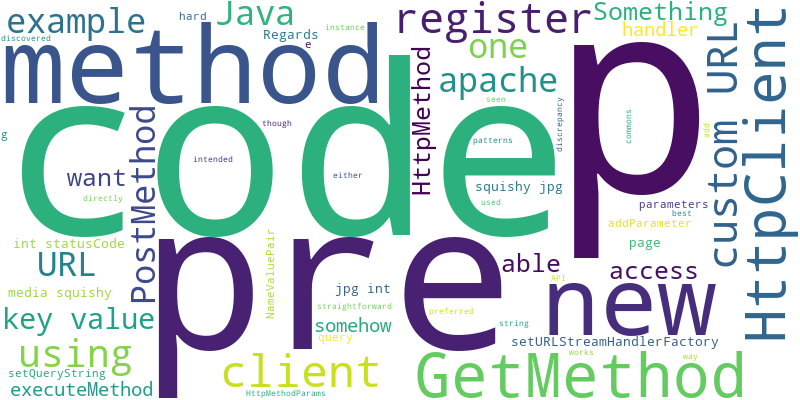 example
hard
Java
register
Something
discovered
Regards
instance
e
one
handler
method
code
p
HttpMethod
apache
custom URL
HttpClient
g
though
intended
either
seen
patterns
used
discrepancy
commons
add
want
directly
PostMethod
squishy jpg
parameters
best
addParameter
int statusCode
URL
media squishy
key value
using
setQueryString
executeMethod
pre
NameValuePair
jpg int
straightforward
somehow
query
client
HttpMethodParams
able
access
page
API
new
preferred
string
setURLStreamHandlerFactory
works
way
GetMethod